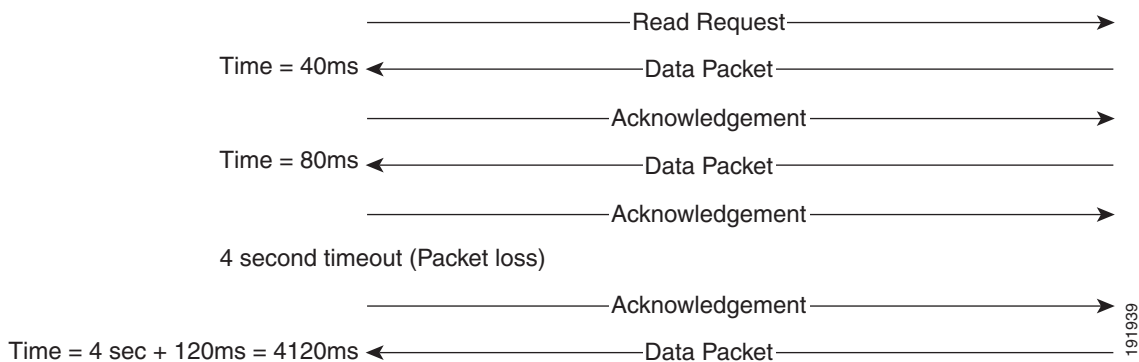 Read Request
Time = 40ms
Data Packet
Acknowledgement
Time = 80ms
Data Packet
Acknowledgement
4 second timeout (Packet loss)
Acknowledgement
Time = 4 sec + 120ms = 4120ms
Data Packet
191939